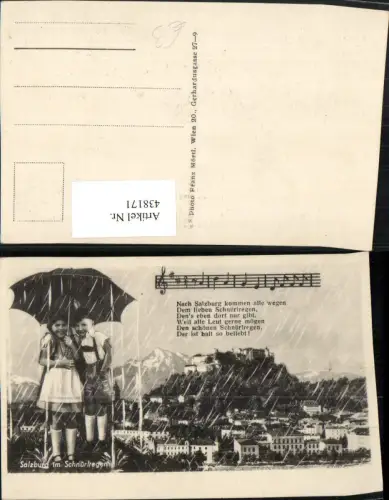 E3
Photo Franz Mörtl, Wien 20., Gerhardusgasse 27-9
Artikel Nr.
438171
Nach Salzburg kommen alle wegen
Dem lieben Schnürlregen,
Den's eben dort nur gibt.
Weil alle Leut gerne mögen
Den schönen Schnürlregen,
Der ist halt so beliebt!
Salzburg im Schnürlregen